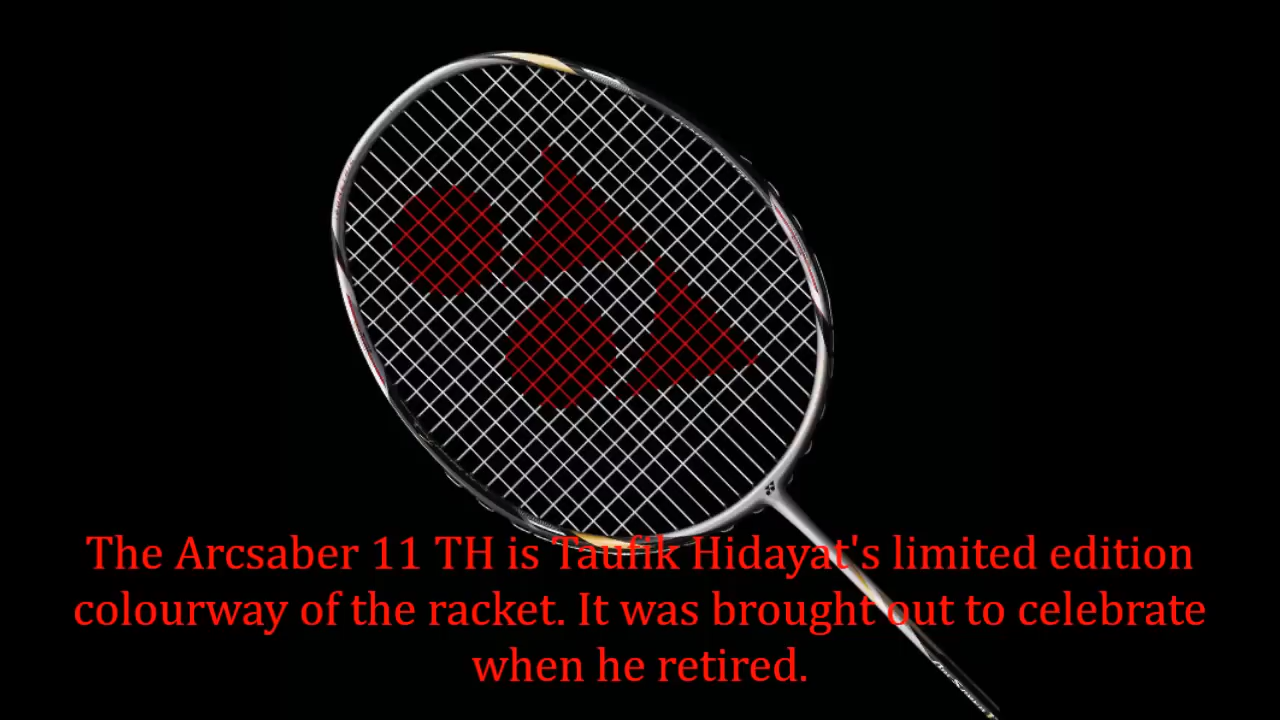 The Arcsaber 11 TH is Taufik Hidayat's limited edition
colourway of the racket. It was brought out to celebrate
when he retired.